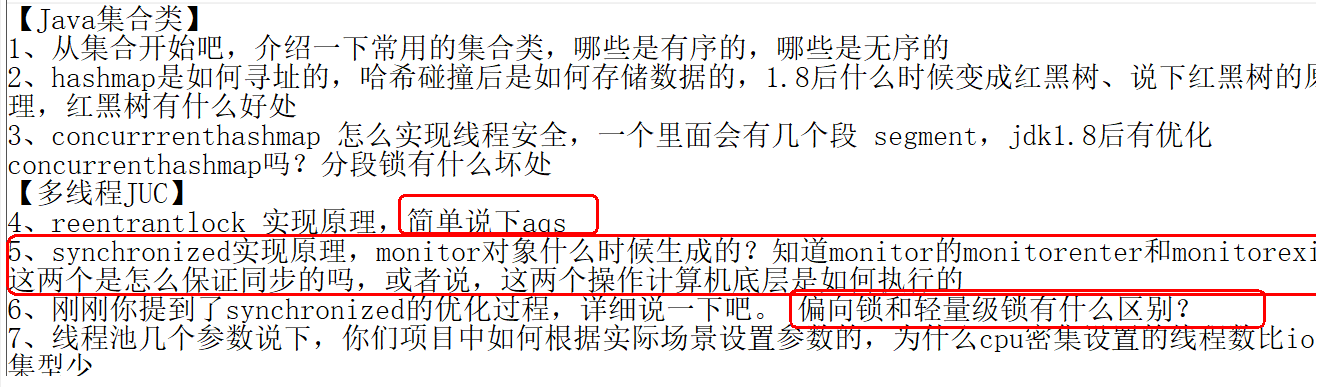 【Java集合类】
1、从集合开始吧，介绍一下常用的集合类，哪些是有序的，哪些是无序的
2、hashmap是如何寻址的，哈希碰撞后是如何存储数据的，1.8后什么时候变成红黑树、说下红黑树的原
理，红黑树有什么好处
3、concurrrenthashmap 怎么实现线程安全，一个里面会有几个段 segment，jdk1.8后有优化
concurrenthashmap吗？分段锁有什么坏处
【多线程JUC】
4、reentrantlock 实现原理，简单说下aqs
5、synchronized实现原理，monitor对象什么时候生成的？知道monitor的monitorenter和monitorexi
这两个是怎么保证同步的吗，或者说，这两个操作计算机底层是如何执行的
6、刚刚你提到了synchronized的优化过程，详细说一下吧。 偏向锁和轻量级锁有什么区别？
7、线程池几个参数说下，你们项目中如何根据实际场景设置参数的，为什么cpu密集设置的线程数比io
集型少